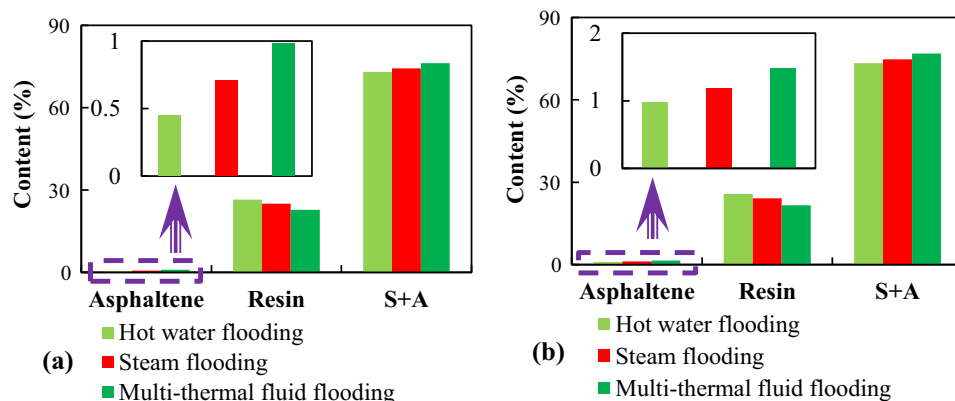 90
60
30
0
Content (%)
1
0.5
0
Asphaltene Resin S+A
Hot water flooding
Steam flooding
Multi-thermal fluid flooding
(a)
90
60
30
0
Content (%)
2
1
0
Asphaltene Resin S+A
Hot water flooding
Steam flooding
Multi-thermal fluid flooding
(b)